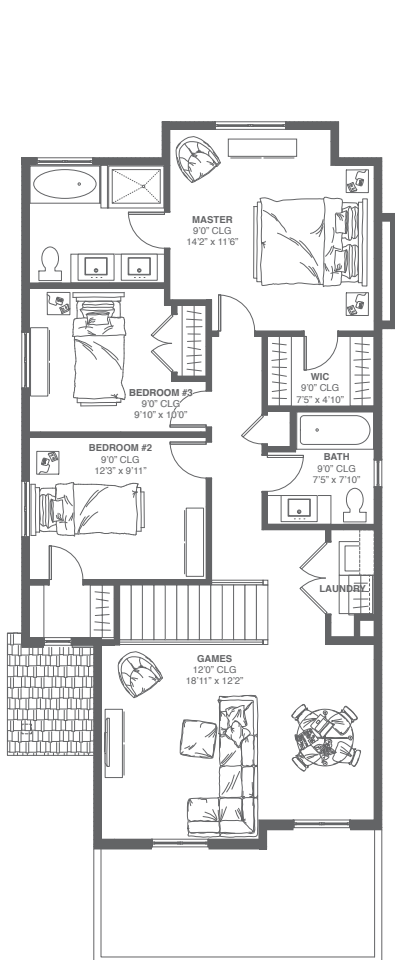 MASTER
9'0" CLG
14'2" x 11'6"
WIC
9'0" CLG
7'5" x 4'10"
BEDROOM #3
9'0" CLG
9'10" x 10'0"
BEDROOM #2
9'0" CLG
12'3" x 9'11"
BATH
9'0" CLG
7'5" x 7'10"
LAUNDRY
GAMES
12'0" CLG
18'11" x 12'2"